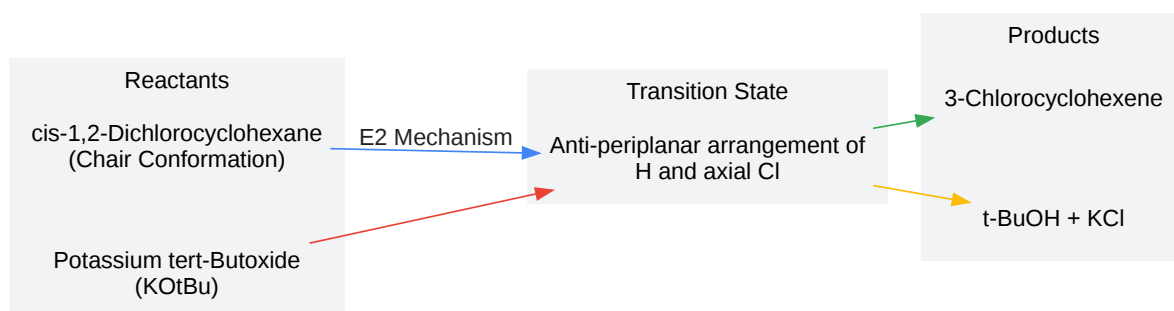 Reactants
cis-1,2-Dichlorocyclohexane
(Chair Conformation)
Potassium tert-Butoxide
(KOtBu)
E2 Mechanism
Transition State
Anti-periplanar arrangement of
H and axial Cl
Products
3-Chlorocyclohexene
t-BuOH + KCl